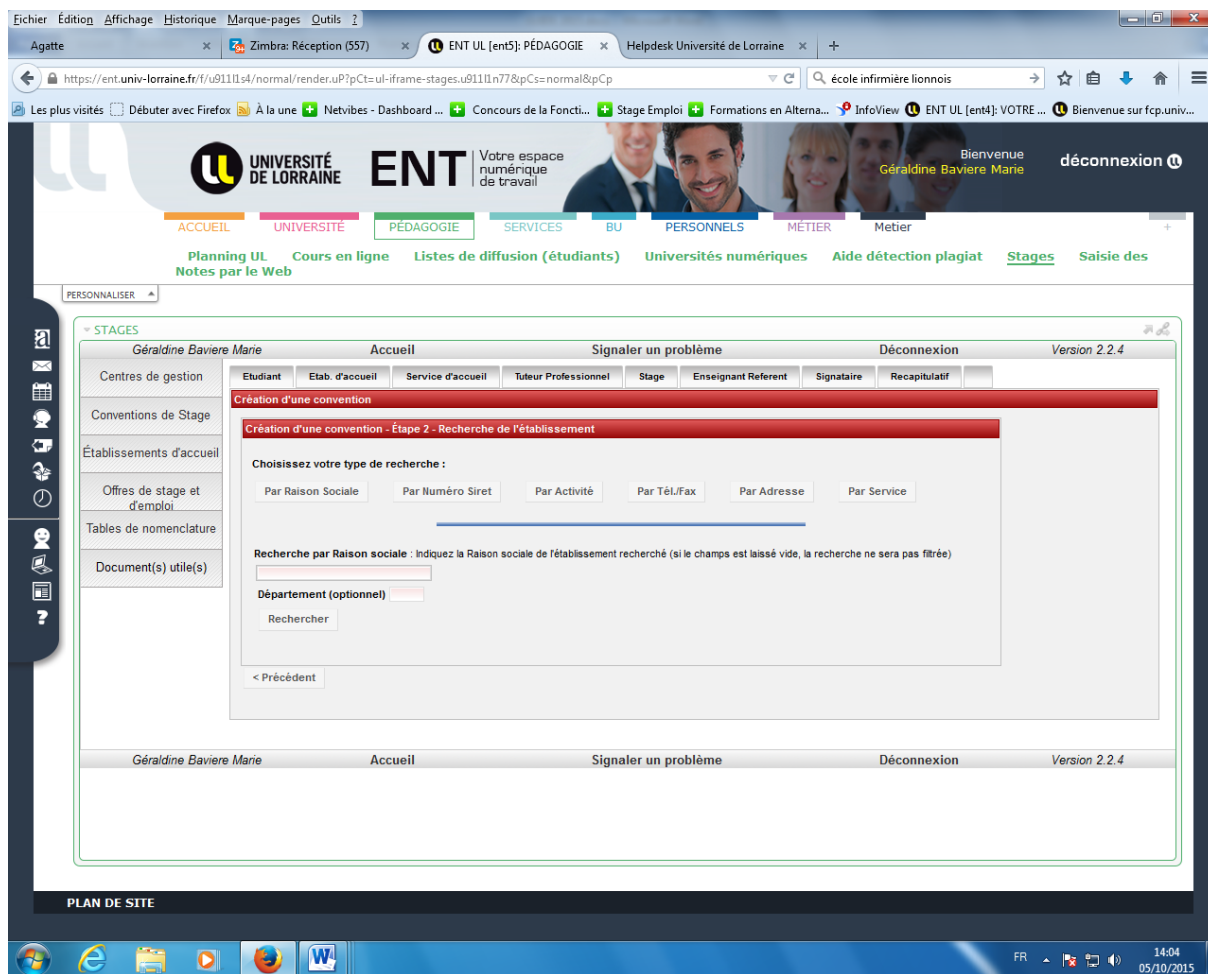 Fichier Édition Affichage Historique Marque-pages Outils ?
Agatte Zimbra: Réception (557) ENT UL [ent5]: PÉDAGOGIE Helpdesk Université de Lorraine
https://ent.univ-lorraine.fr/f/u911l1s4/normal/render.uP?pCt=ul-iframe-stages.u911l1n77&pCs=normal&pCp école infirmière lionnois
Les plus visités Débuter avec Firefox À la une Netvibes - Dashboard ... Concours de la Foncti... Stage Emploi Formations en Alterna... InfoView ENT UL [ent4]: VOTRE ... Bienvenue sur fcp.univ...
UNIVERSITÉ DE LORRAINE
ENT
Votre espace
numérique
de travail
Bienvenue
Géraldine Baviere Marie
déconnexion
ACCUEIL UNIVERSITÉ PÉDAGOGIE SERVICES BU PERSONNELS MÉTIER Metier +
Planning UL Cours en ligne Listes de diffusion (étudiants) Universités numériques Aide détection plagiat Stages Saisie des
Notes par le Web
PERSONNALISER
STAGES
Géraldine Baviere Marie Accueil Signaler un problème Déconnexion Version 2.2.4
Centres de gestion
Conventions de Stage
Établissements d'accueil
Offres de stage et
d'emploi
Tables de nomenclature
Document(s) utile(s)
Etudiant Etab. d'accueil Service d'accueil Tuteur Professionnel Stage Enseignant Referent Signataire Recapitulatif
Création d'une convention
Création d'une convention - Étape 2 - Recherche de l'établissement
Choisissez votre type de recherche :
Par Raison Sociale Par Numéro Siret Par Activité Par Tél./Fax Par Adresse Par Service
Recherche par Raison sociale : Indiquez la Raison sociale de l'établissement recherché (si le champs est laissé vide, la recherche ne sera pas filtrée)
Département (optionnel)
Rechercher
< Précédent
Géraldine Baviere Marie Accueil Signaler un problème Déconnexion Version 2.2.4
PLAN DE SITE
FR 14:04
05/10/2015